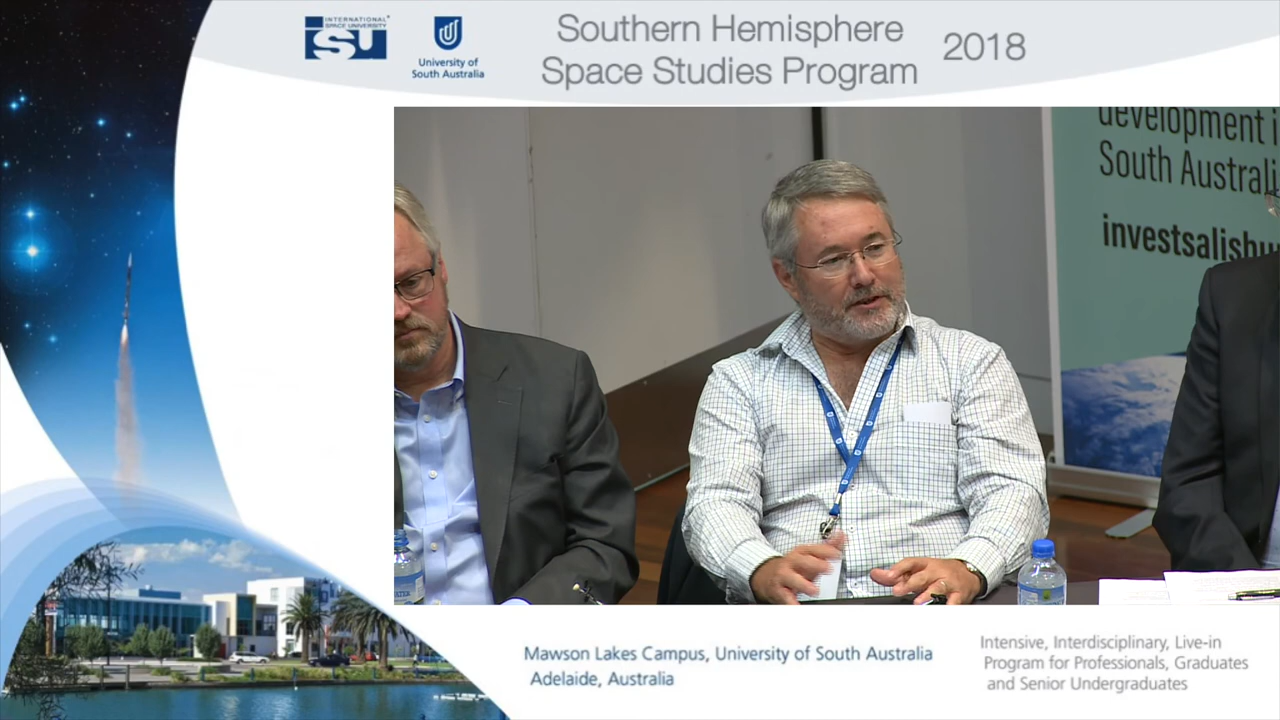 INTERNATIONAL
SPACE UNIVERSITY
ISU
University of
South Australia
Southern Hemisphere
Space Studies Program
2018
development i
South Australi
investsalisbu
Mawson Lakes Campus, University of South Australia
Adelaide, Australia
Intensive, Interdisciplinary, Live-in
Program for Professionals, Graduates
and Senior Undergraduates